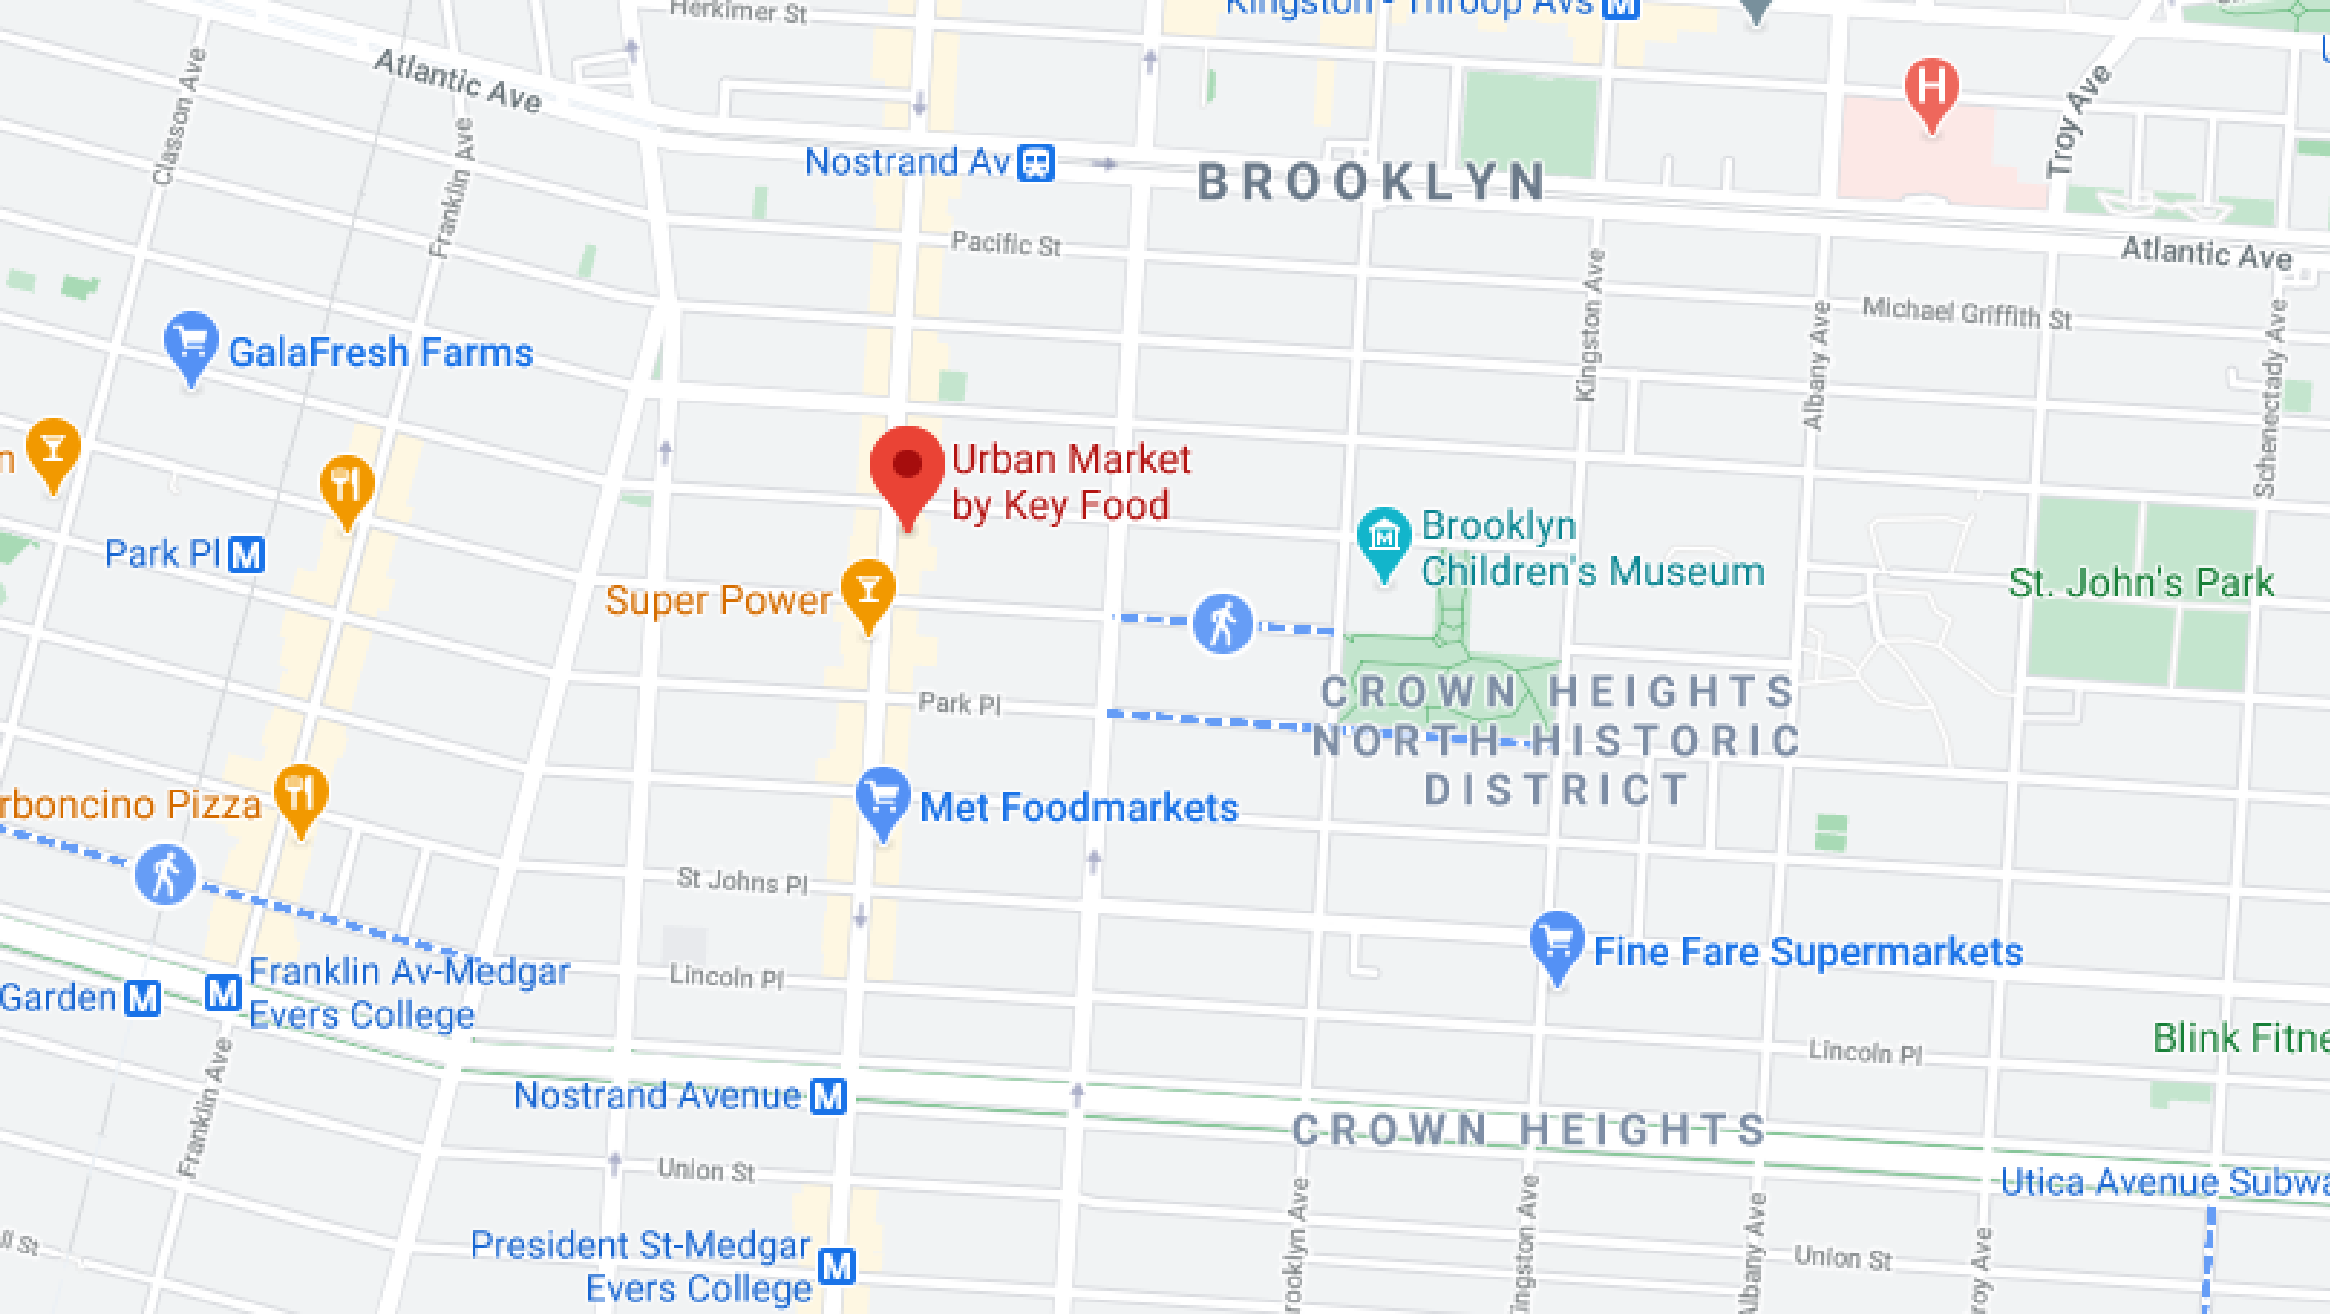 Herkimer St
Kingston - Throop Avs M
Atlantic Ave
Classon Ave
Franklin Ave
H
Troy Ave
Nostrand Av
BROOKLYN
Pacific St
Atlantic Ave
Kingston Ave
Michael Griffith St
Albany Ave
Schenectady Ave
GalaFresh Farms
Urban Market
by Key Food
Brooklyn
Children's Museum
Park Pl M
Super Power
St. John's Park
Park Pl
CROWN HEIGHTS
NORTH HISTORIC
DISTRICT
rboncino Pizza
Met Foodmarkets
St Johns Pl
Fine Fare Supermarkets
Franklin Av-Medgar
Evers College
Garden M
M
Lincoln Pl
Blink Fitne
Lincoln Pl
Franklin Ave
Nostrand Avenue M
CROWN HEIGHTS
Union St
Utica Avenue Subwa
President St-Medgar
Evers College
M
rooklyn Ave
ingston Ave
Albany Ave
roy Ave
Union St
ll St
n